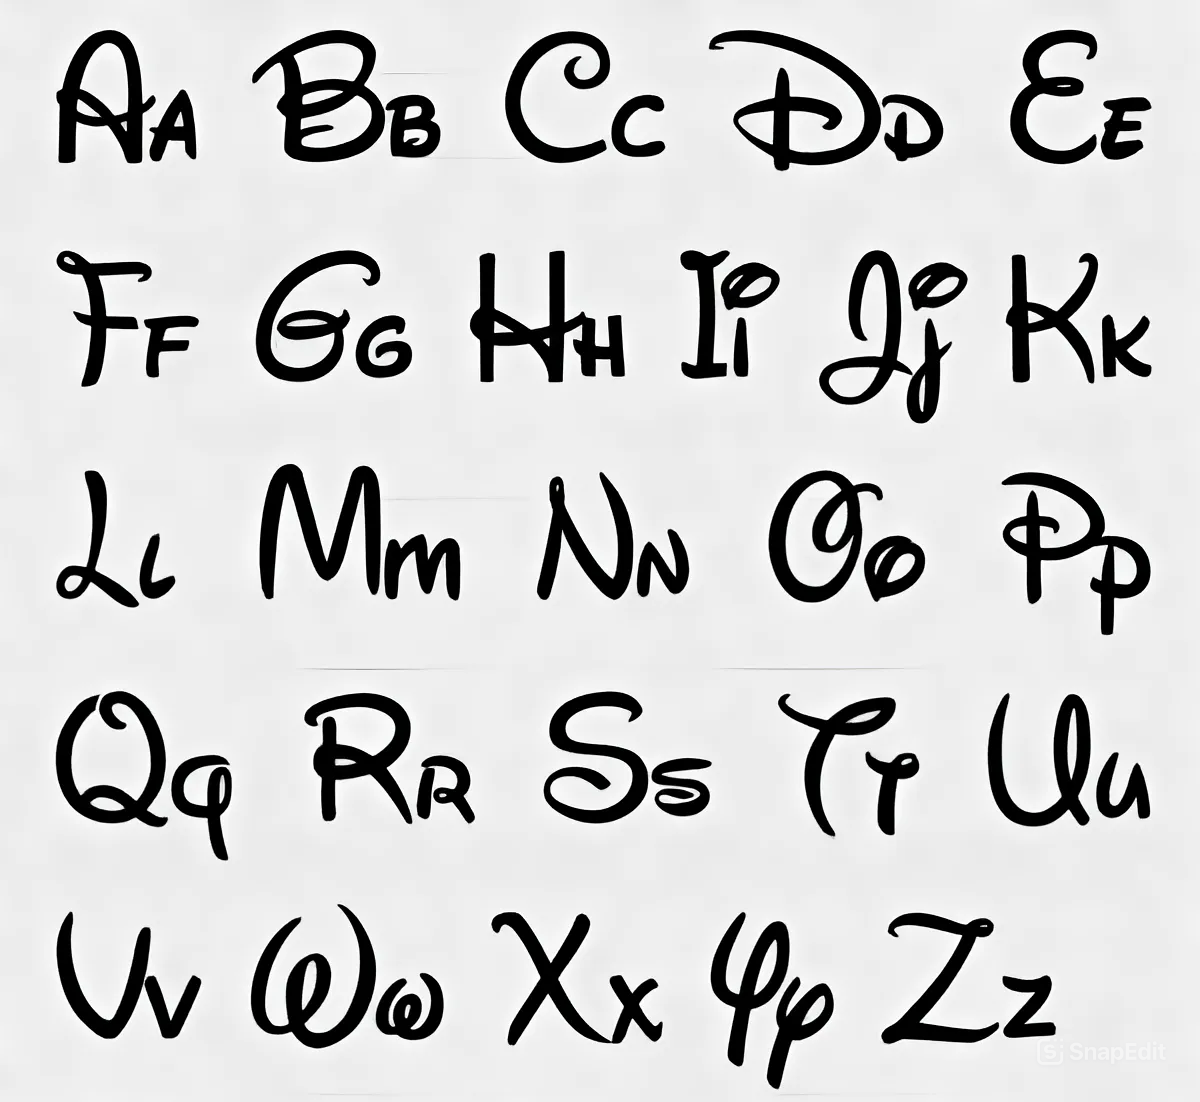 Aa Bb Cc Dd Ee
Ff Gg Hh Ii Jj Kk
Ll Mm Nn Oo Pp
Qq Rr Ss Tt Uu
Vv Ww Xx Yy Zz
SnapEdit